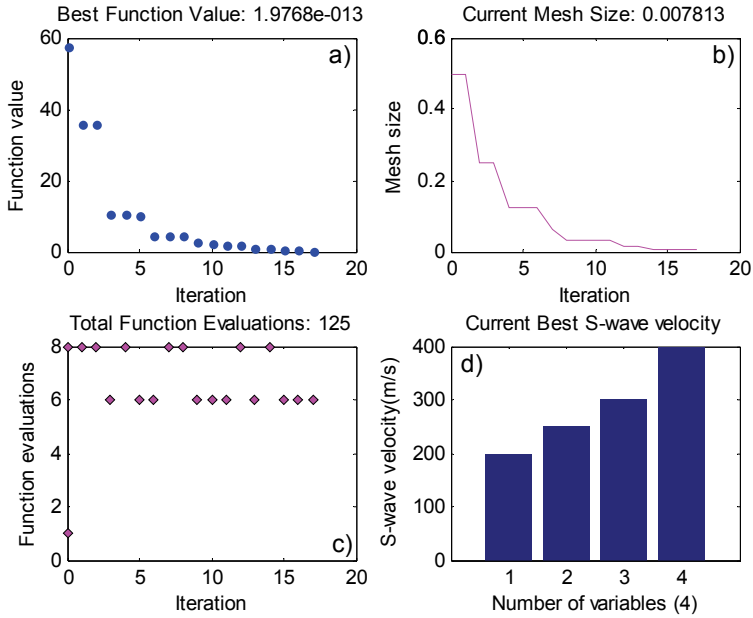 Best Function Value: 1.9768e-013
a)
Function value
60
40
20
0
0 5 10 15 20
Iteration
Current Mesh Size: 0.007813
b)
Mesh size
0.6
0.4
0.2
0
0 5 10 15 20
Iteration
Total Function Evaluations: 125
c)
Function evaluations
8
6
4
2
0
0 5 10 15 20
Iteration
Current Best S-wave velocity
d)
S-wave velocity(m/s)
400
300
200
100
0
1 2 3 4
Number of variables (4)